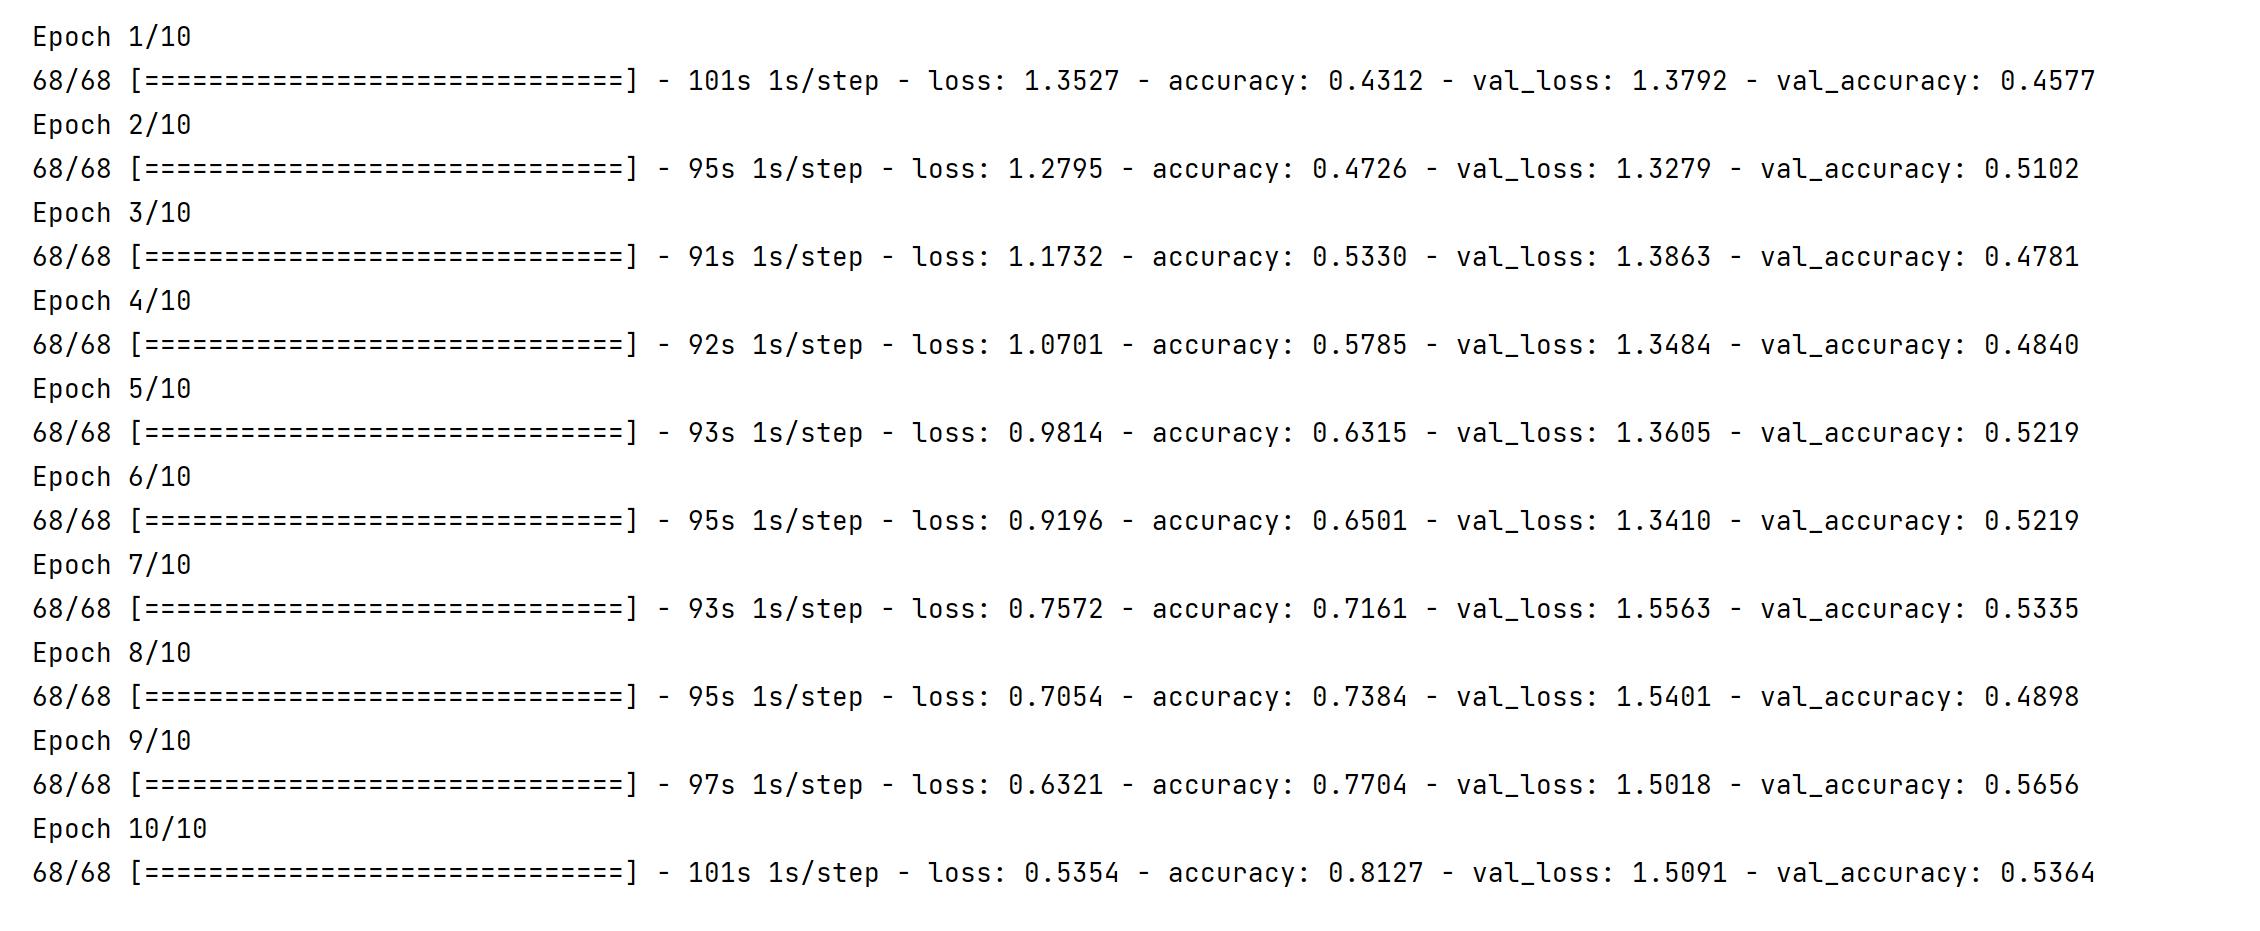 Epoch 1/10
68/68 [==============================] - 101s 1s/step - loss: 1.3527 - accuracy: 0.4312 - val_loss: 1.3792 - val_accuracy: 0.4577
Epoch 2/10
68/68 [==============================] - 95s 1s/step - loss: 1.2795 - accuracy: 0.4726 - val_loss: 1.3279 - val_accuracy: 0.5102
Epoch 3/10
68/68 [==============================] - 91s 1s/step - loss: 1.1732 - accuracy: 0.5330 - val_loss: 1.3863 - val_accuracy: 0.4781
Epoch 4/10
68/68 [==============================] - 92s 1s/step - loss: 1.0701 - accuracy: 0.5785 - val_loss: 1.3484 - val_accuracy: 0.4840
Epoch 5/10
68/68 [==============================] - 93s 1s/step - loss: 0.9814 - accuracy: 0.6315 - val_loss: 1.3605 - val_accuracy: 0.5219
Epoch 6/10
68/68 [==============================] - 95s 1s/step - loss: 0.9196 - accuracy: 0.6501 - val_loss: 1.3410 - val_accuracy: 0.5219
Epoch 7/10
68/68 [==============================] - 93s 1s/step - loss: 0.7572 - accuracy: 0.7161 - val_loss: 1.5563 - val_accuracy: 0.5335
Epoch 8/10
68/68 [==============================] - 95s 1s/step - loss: 0.7054 - accuracy: 0.7384 - val_loss: 1.5401 - val_accuracy: 0.4898
Epoch 9/10
68/68 [==============================] - 97s 1s/step - loss: 0.6321 - accuracy: 0.7704 - val_loss: 1.5018 - val_accuracy: 0.5656
Epoch 10/10
68/68 [==============================] - 101s 1s/step - loss: 0.5354 - accuracy: 0.8127 - val_loss: 1.5091 - val_accuracy: 0.5364